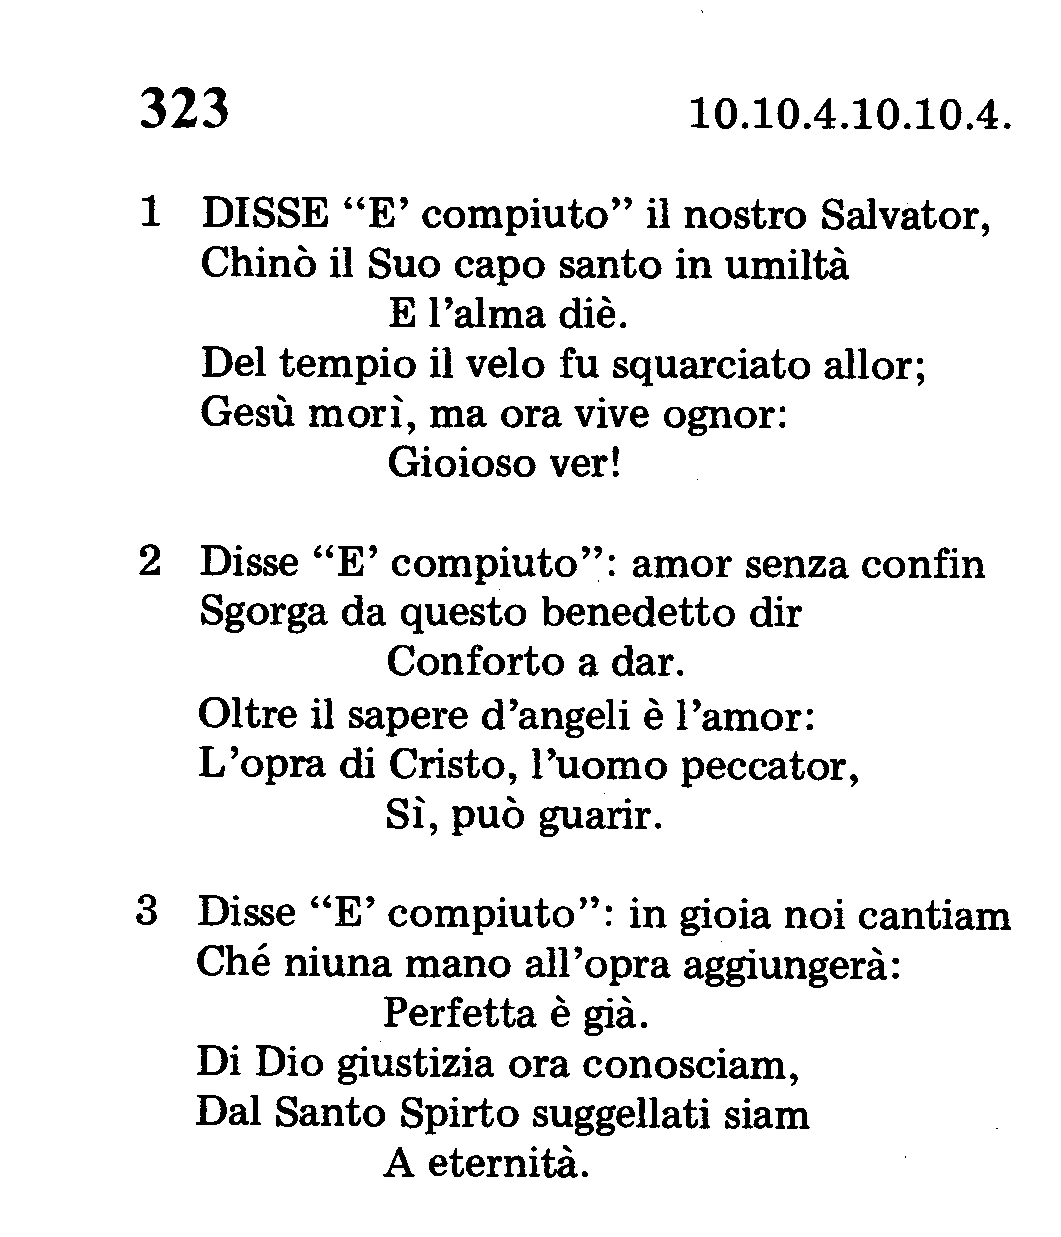 323 10.10.4.10.10.4.
1 DISSE “E’ compiuto” il nostro Salvator,
Chinò il Suo capo santo in umiltà
E l’alma diè.
Del tempio il velo fu squarciato allor;
Gesù morì, ma ora vive ognor:
Gioioso ver!
2 Disse “E’ compiuto”: amor senza confin
Sgorga da questo benedetto dir
Conforto a dar.
Oltre il sapere d’angeli è l’amor:
L’opra di Cristo, l’uomo peccator,
Sì, può guarir.
3 Disse “E’ compiuto”: in gioia noi cantiam
Ché niuna mano all’opra aggiungerà:
Perfetta è già.
Di Dio giustizia ora conosciam,
Dal Santo Spirto suggellati siam
A eternità.